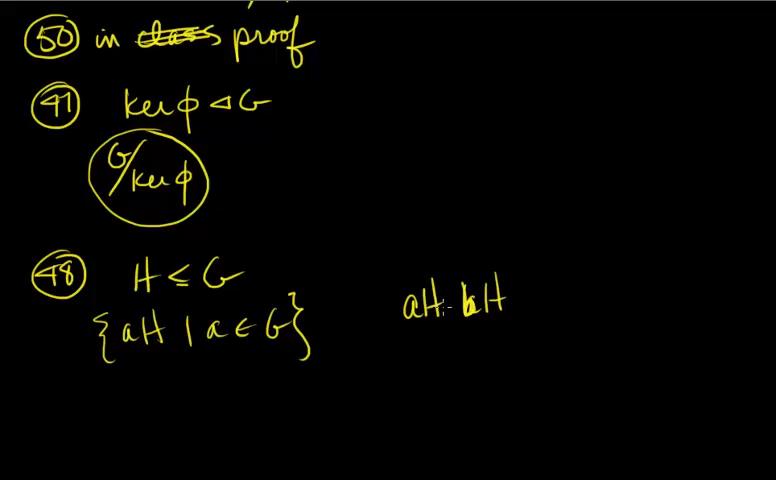 50 in class proof
47 ker ϕ ◁ G
G/ker ϕ
48 H ≤ G
{aH | a ∈ G} aH · bH